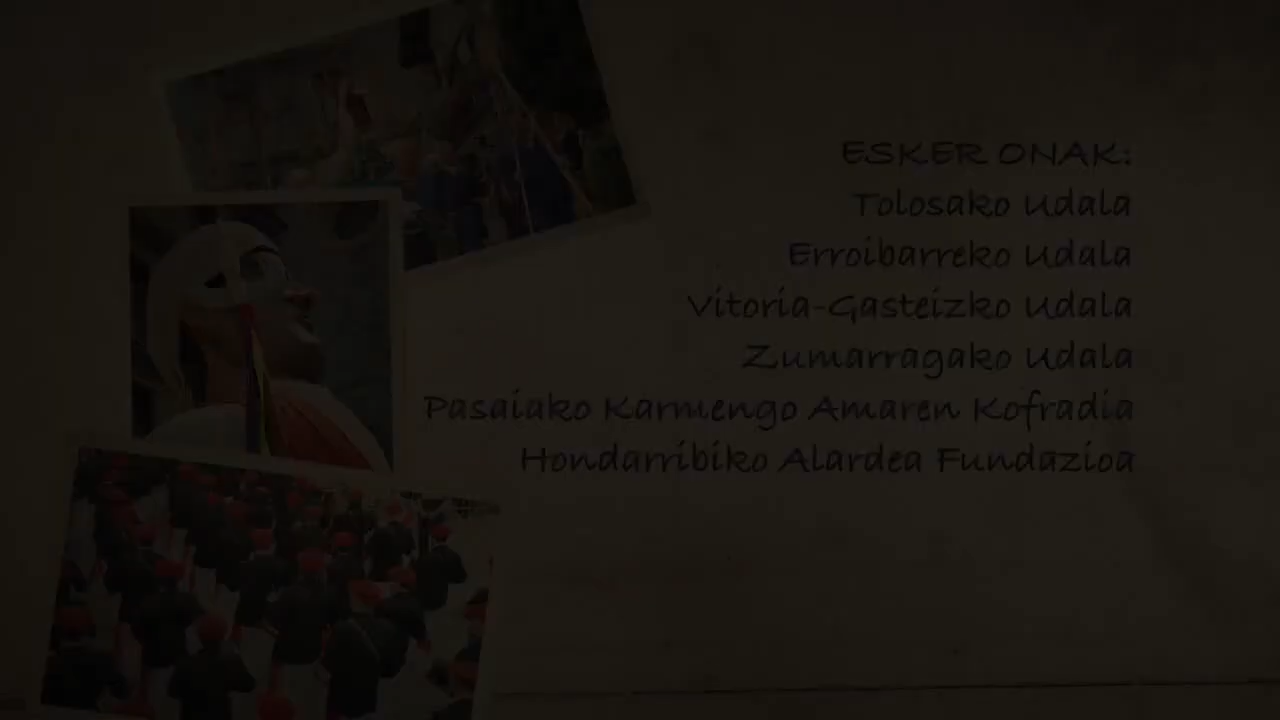 ESKER ONAK:
Tolosako Udala
Erroibarreko Udala
Vitoria-Gasteizko Udala
Zumarragako Udala
Pasaiako Karmengo Amaren Kofradia
Hondarribiko Alardea Fundazioa